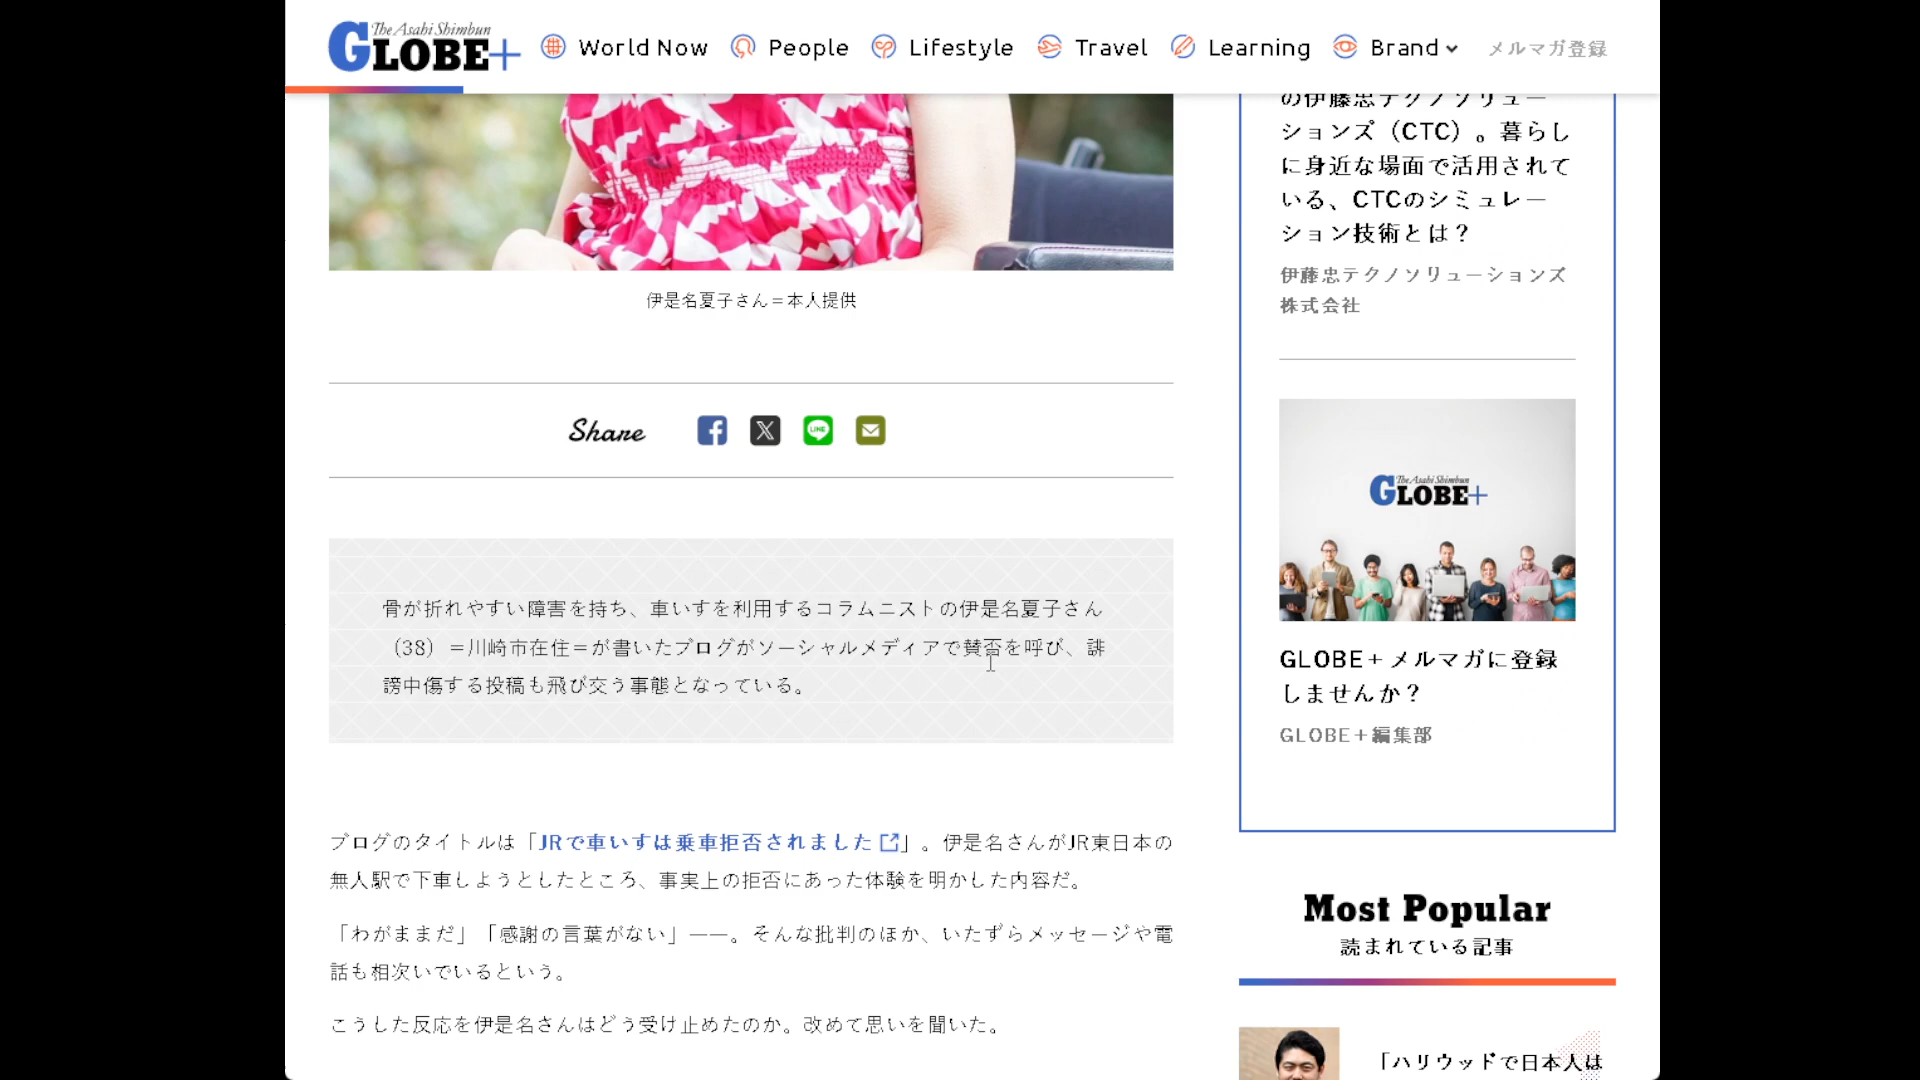 The Asahi Shimbun
GLOBE+
World Now
People
Lifestyle
Travel
Learning
Brand
メルマガ登録
伊是名夏子さん＝本人提供
Share
骨が折れやすい障害を持ち、車いすを利用するコラムニストの伊是名夏子さん
（38）＝川崎市在住＝が書いたブログがソーシャルメディアで賛否を呼び、誹
謗中傷する投稿も飛び交う事態となっている。
ブログのタイトルは「JRで車いすは乗車拒否されました」。伊是名さんがJR東日本の
無人駅で下車しようとしたところ、事実上の拒否にあった体験を明かした内容だ。
「わがままだ」「感謝の言葉がない」——。そんな批判のほか、いたずらメッセージや電
話も相次いでいるという。
こうした反応を伊是名さんはどう受け止めたのか。改めて思いを聞いた。
の伊藤忠テクノソリュー
ションズ（CTC）。暮らし
に身近な場面で活用されて
いる、CTCのシミュレー
ション技術とは？
伊藤忠テクノソリューションズ
株式会社
The Asahi Shimbun
GLOBE+
GLOBE＋メルマガに登録
しませんか？
GLOBE＋編集部
Most Popular
読まれている記事
1
「ハリウッドで日本人は